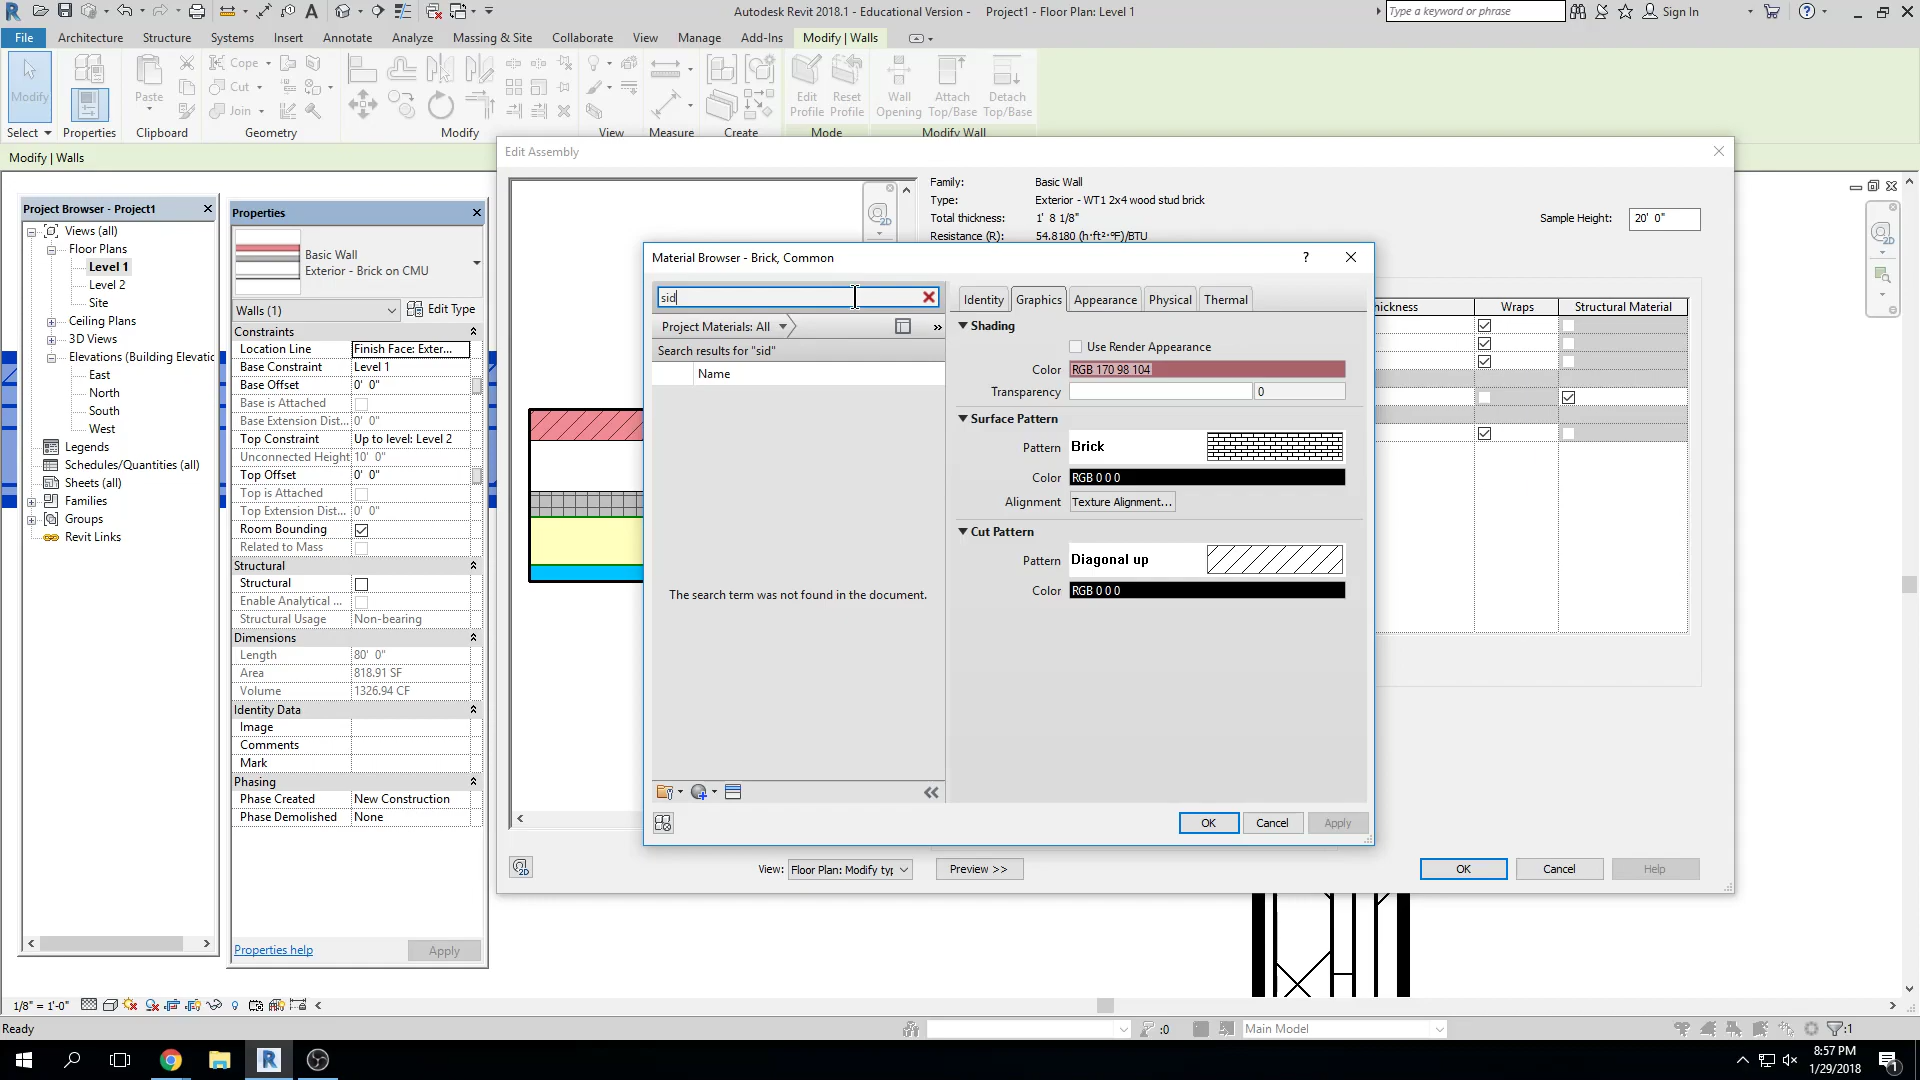 Autodesk Revit 2018.1 - Educational Version - Project1 - Floor Plan: Level 1
Type a keyword or phrase
Sign In
File Architecture Structure Systems Insert Annotate Analyze Massing & Site Collaborate View Manage Add-Ins Modify | Walls
Modify
Paste
Cope
Cut
Join
Edit Profile
Reset Profile
Wall Opening
Attach Top/Base
Detach Top/Base
Select Properties Clipboard Geometry Modify View Measure Create Mode Modify Wall
Modify | Walls
Project Browser - Project1
Views (all)
Floor Plans
Level 1
Level 2
Site
Ceiling Plans
3D Views
Elevations (Building Elevatic
East
North
South
West
Legends
Schedules/Quantities (all)
Sheets (all)
Families
Groups
Revit Links
Properties
Basic Wall
Exterior - Brick on CMU
Walls (1)
Edit Type
Constraints
Location Line Finish Face: Exter...
Base Constraint Level 1
Base Offset 0' 0"
Base is Attached
Base Extension Dist...0' 0"
Top Constraint Up to level: Level 2
Unconnected Height 10' 0"
Top Offset 0' 0"
Top is Attached
Top Extension Dist... 0' 0"
Room Bounding
Related to Mass
Structural
Structural
Enable Analytical ...
Structural Usage Non-bearing
Dimensions
Length 80' 0"
Area 818.91 SF
Volume 1326.94 CF
Identity Data
Image
Comments
Mark
Phasing
Phase Created New Construction
Phase Demolished None
Properties help
Apply
Edit Assembly
Family: Basic Wall
Type: Exterior - WT1 2x4 wood stud brick
Total thickness: 1' 8 1/8"
Resistance (R): 54.8180 (h·ft²·°F)/BTU
Sample Height: 20' 0"
2D
hickness Wraps Structural Material
Material Browser - Brick, Common
sid
Project Materials: All
Search results for "sid"
Name
The search term was not found in the document.
Identity Graphics Appearance Physical Thermal
Shading
Use Render Appearance
Color RGB 170 98 104
Transparency 0
Surface Pattern
Pattern Brick
Color RGB 0 0 0
Alignment Texture Alignment...
Cut Pattern
Pattern Diagonal up
Color RGB 0 0 0
OK Cancel Apply
View: Floor Plan: Modify typ
Preview >>
OK Cancel Help
2D
2D
1/8" = 1'-0"
Ready
:0
Main Model
:1
8:57 PM
1/29/2018
1